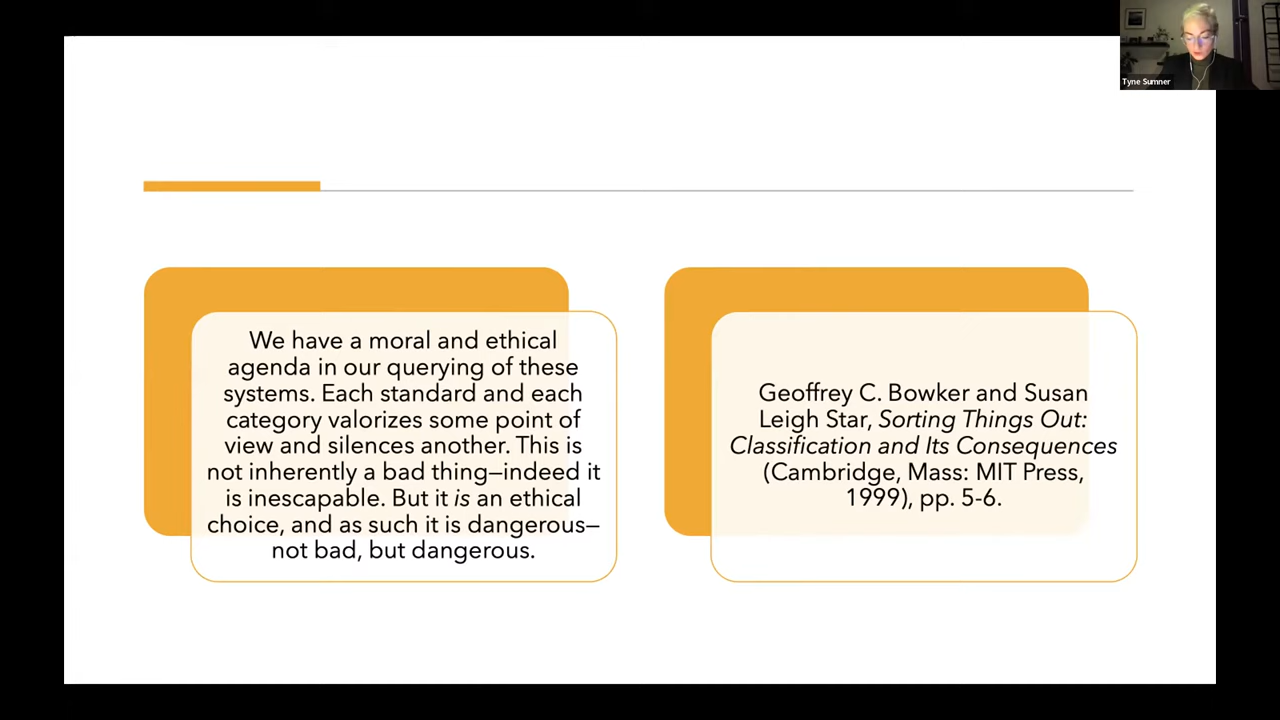 Tyne Sumner
We have a moral and ethical
agenda in our querying of these
systems. Each standard and each
category valorizes some point of
view and silences another. This is
not inherently a bad thing—indeed it
is inescapable. But it is an ethical
choice, and as such it is dangerous—
not bad, but dangerous.
Geoffrey C. Bowker and Susan
Leigh Star, Sorting Things Out:
Classification and Its Consequences
(Cambridge, Mass: MIT Press,
1999), pp. 5-6.